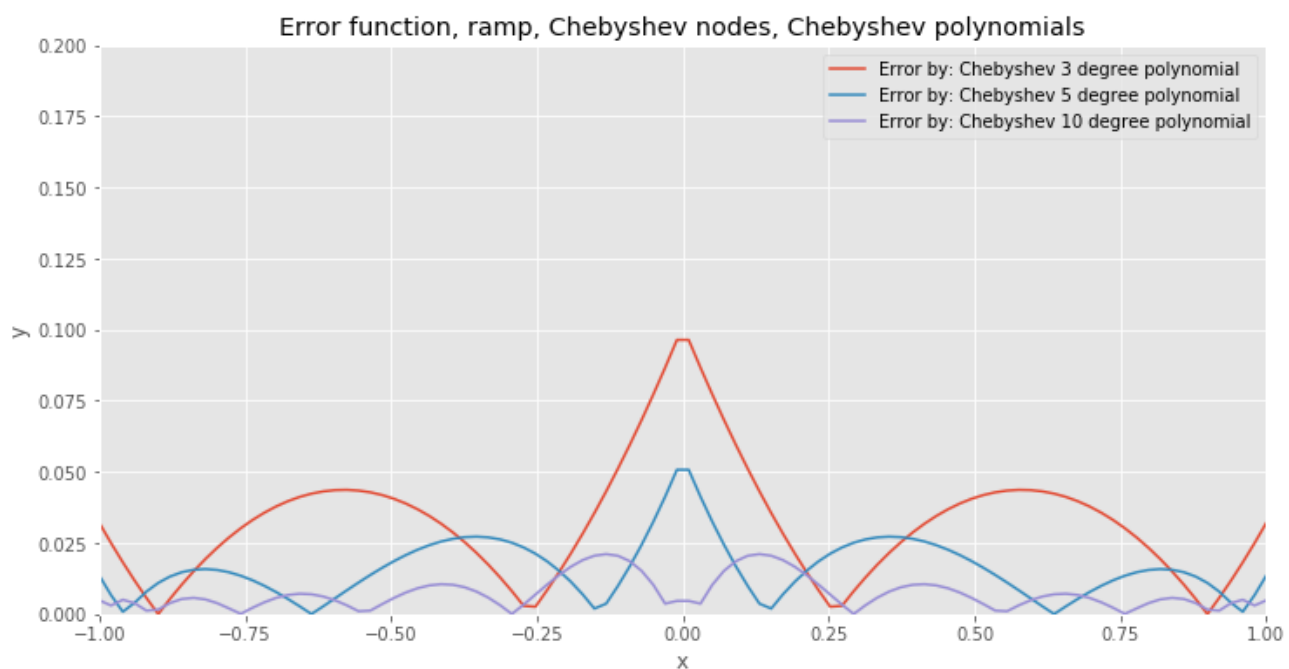 Error function, ramp, Chebyshev nodes, Chebyshev polynomials
Error by: Chebyshev 3 degree polynomial
Error by: Chebyshev 5 degree polynomial
Error by: Chebyshev 10 degree polynomial
0.200
0.175
0.150
0.125
0.100
0.075
0.050
0.025
0.000
y
−1.00 −0.75 −0.50 −0.25 0.00 0.25 0.50 0.75 1.00
x